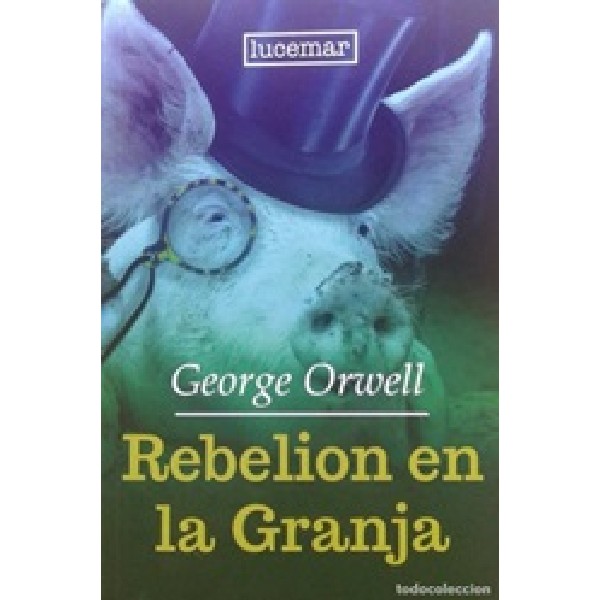 lucemar
George Orwell
Rebelion en
la Granja
todocoleccion